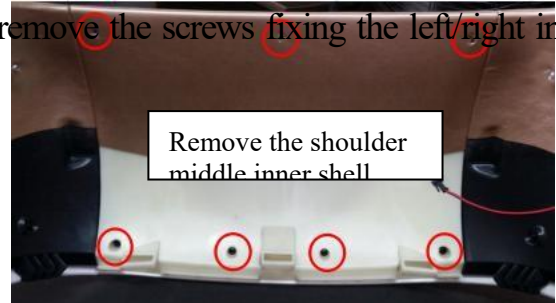 remove the screws fixing the left/right in
Remove the shoulder
middle inner shell